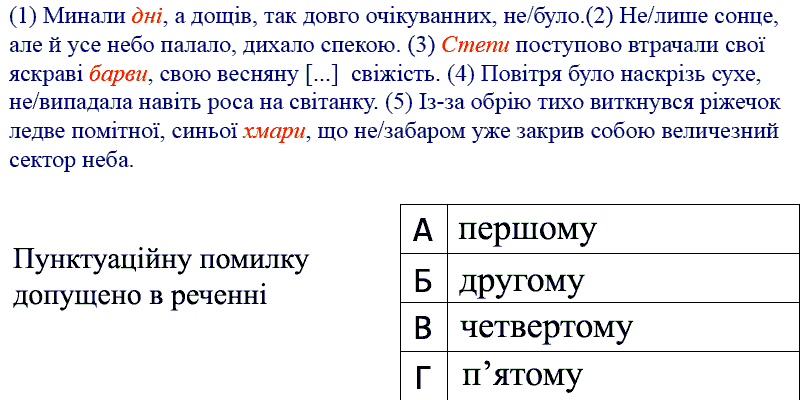 (1) Минали дні, а дощів, так довго очікуванних, не/було.(2) Не/лише сонце,
але й усе небо палало, дихало спекою. (3) Степи поступово втрачали свої
яскраві барви, свою весняну [...] свіжість. (4) Повітря було наскрізь сухе,
не/випадала навіть роса на світанку. (5) Із-за обрію тихо виткнувся ріжечок
ледве помітної, синьої хмари, що не/забаром уже закрив собою величезний
сектор неба.
Пунктуаційну помилку
допущено в реченні
А першому
Б другому
В четвертому
Г п’ятому